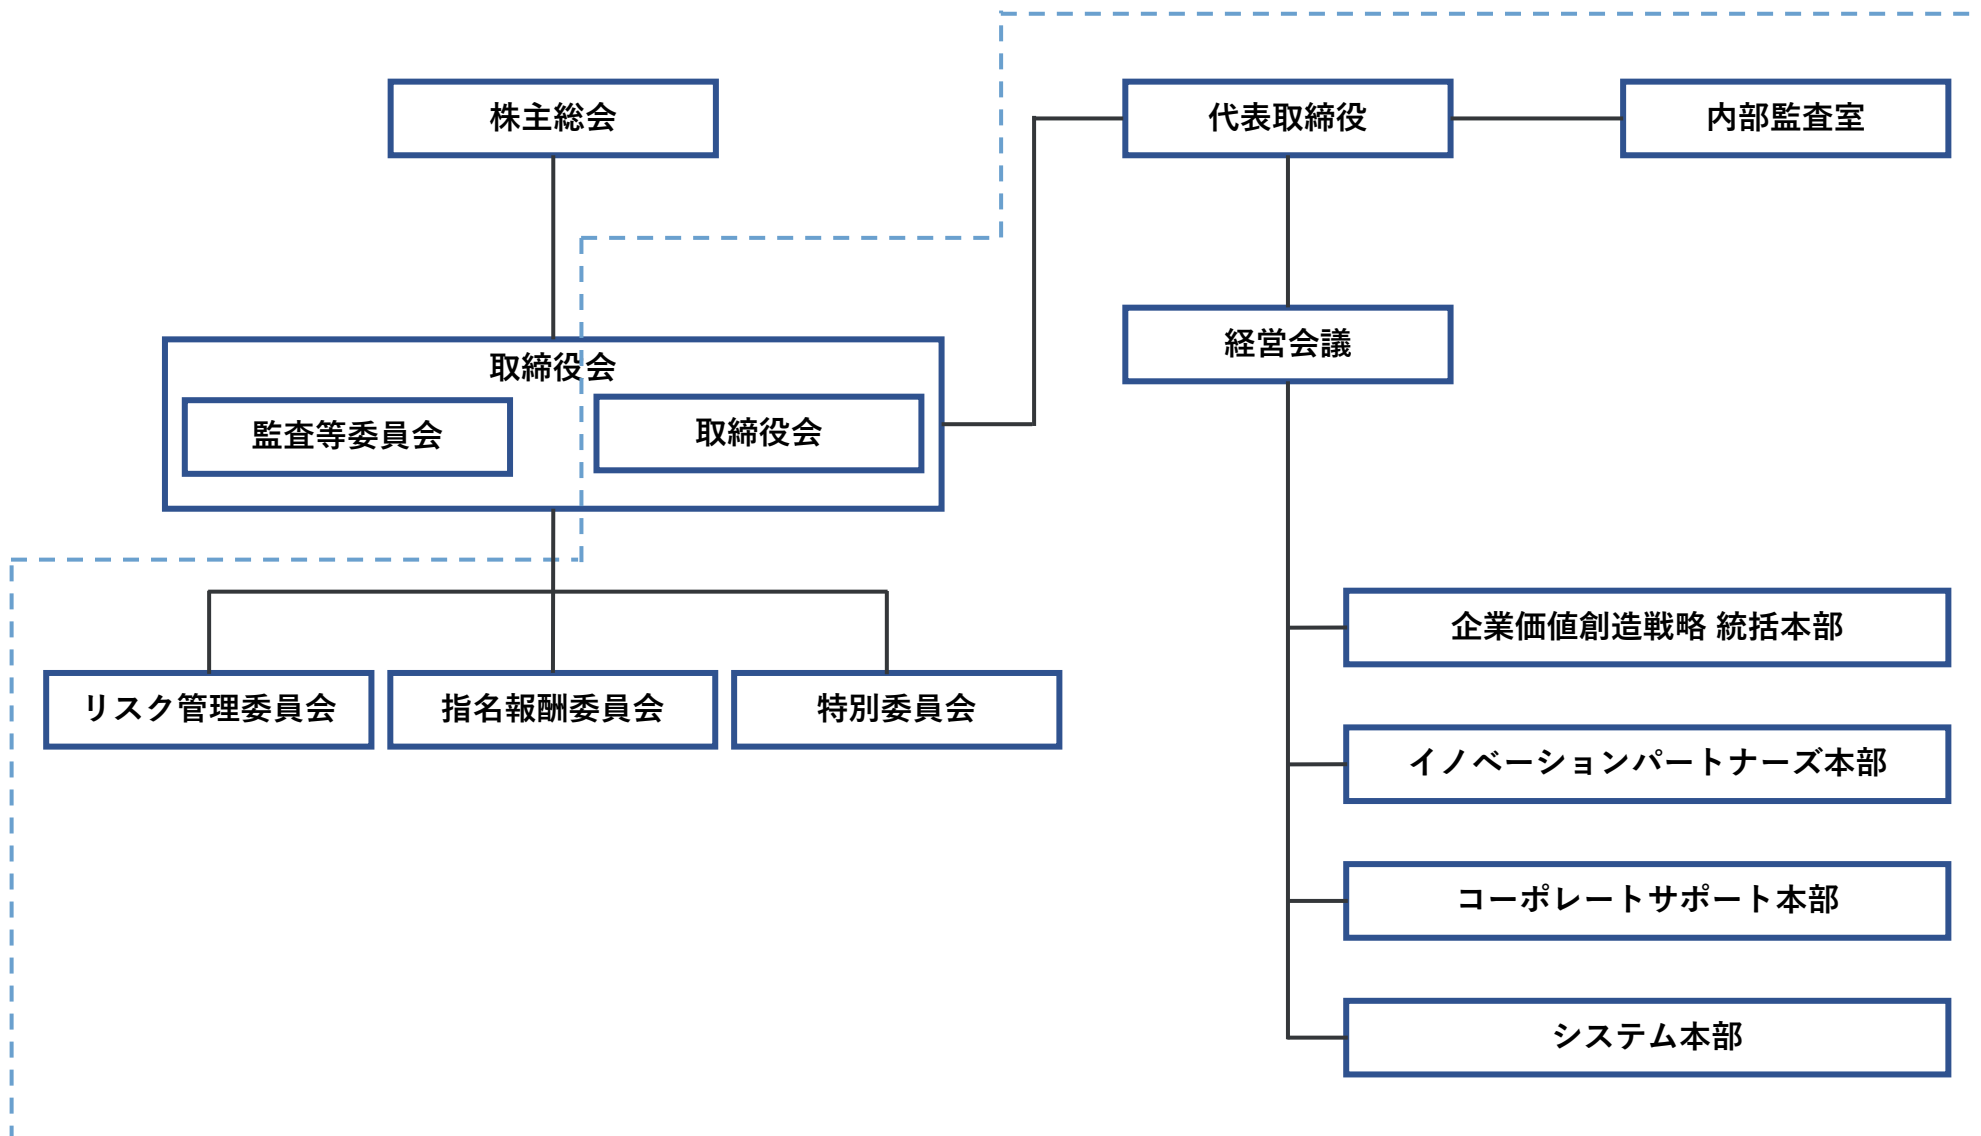 株主総会
代表取締役
内部監査室
経営会議
取締役会
監査等委員会
取締役会
リスク管理委員会
指名報酬委員会
特別委員会
企業価値創造戦略 統括本部
イノベーションパートナーズ本部
コーポレートサポート本部
システム本部